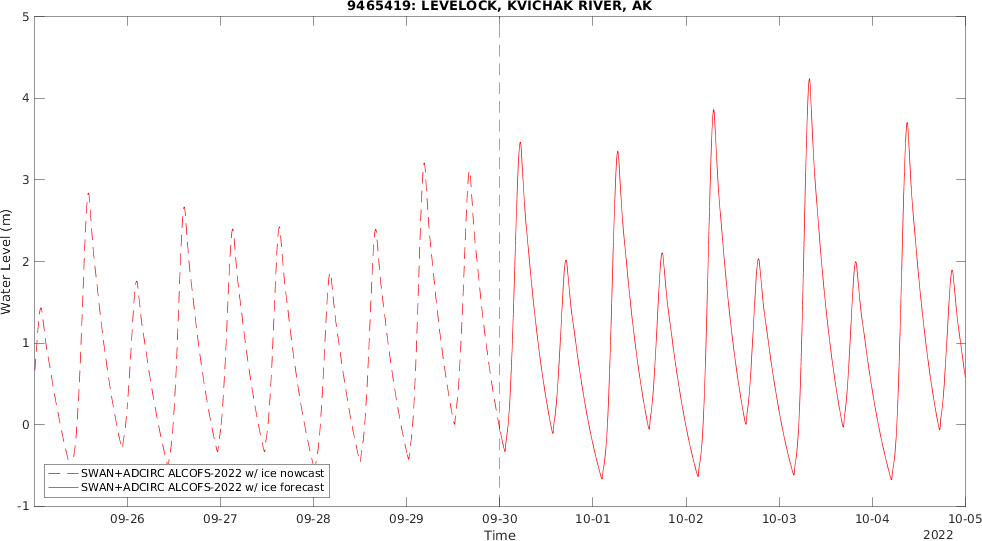 9465419: LEVELOCK, KVICHAK RIVER, AK
5
4
3
2
1
0
-1
Water Level (m)
SWAN+ADCIRC ALCOFS-2022 w/ ice nowcast
SWAN+ADCIRC ALCOFS-2022 w/ ice forecast
09-26 09-27 09-28 09-29 09-30 10-01 10-02 10-03 10-04 10-05
Time
2022